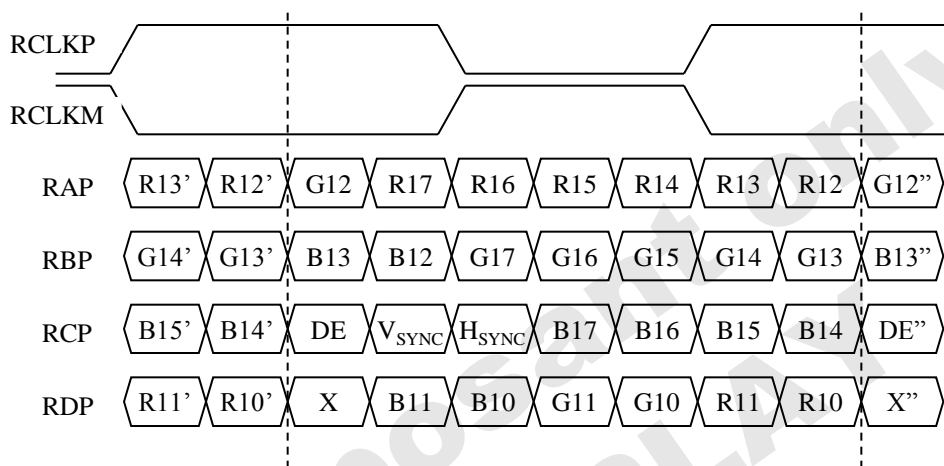 RCLKP
RCLKM
RAP R13’ R12’ G12 R17 R16 R15 R14 R13 R12 G12”
RBP G14’ G13’ B13 B12 G17 G16 G15 G14 G13 B13”
RCP B15’ B14’ DE VSYNC HSYNC B17 B16 B15 B14 DE”
RDP R11’ R10’ X B11 B10 G11 G10 R11 R10 X”
only